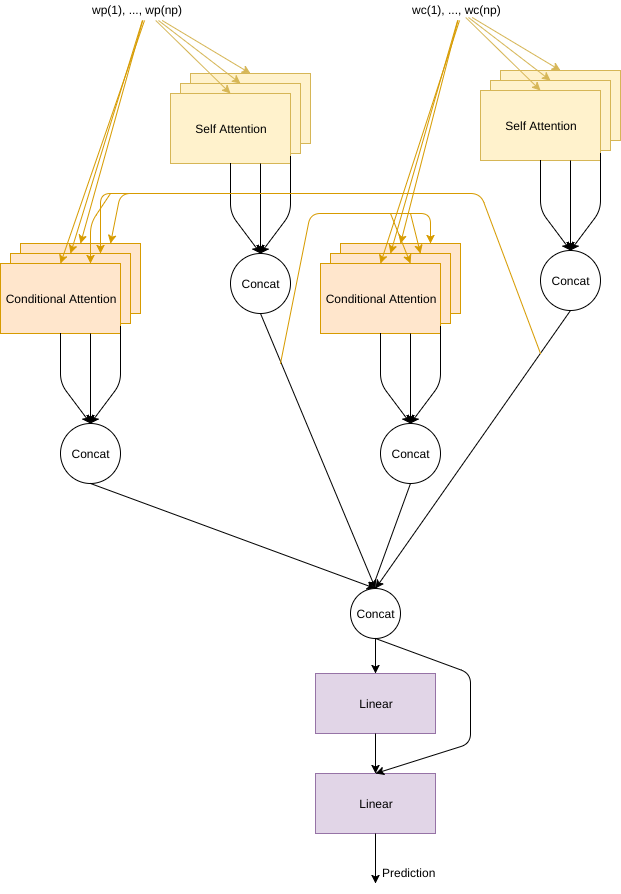 wp(1), ..., wp(np)
wc(1), ..., wc(np)
Self Attention
Self Attention
Concat
Concat
Conditional Attention
Conditional Attention
Concat
Concat
Concat
Linear
Linear
Prediction